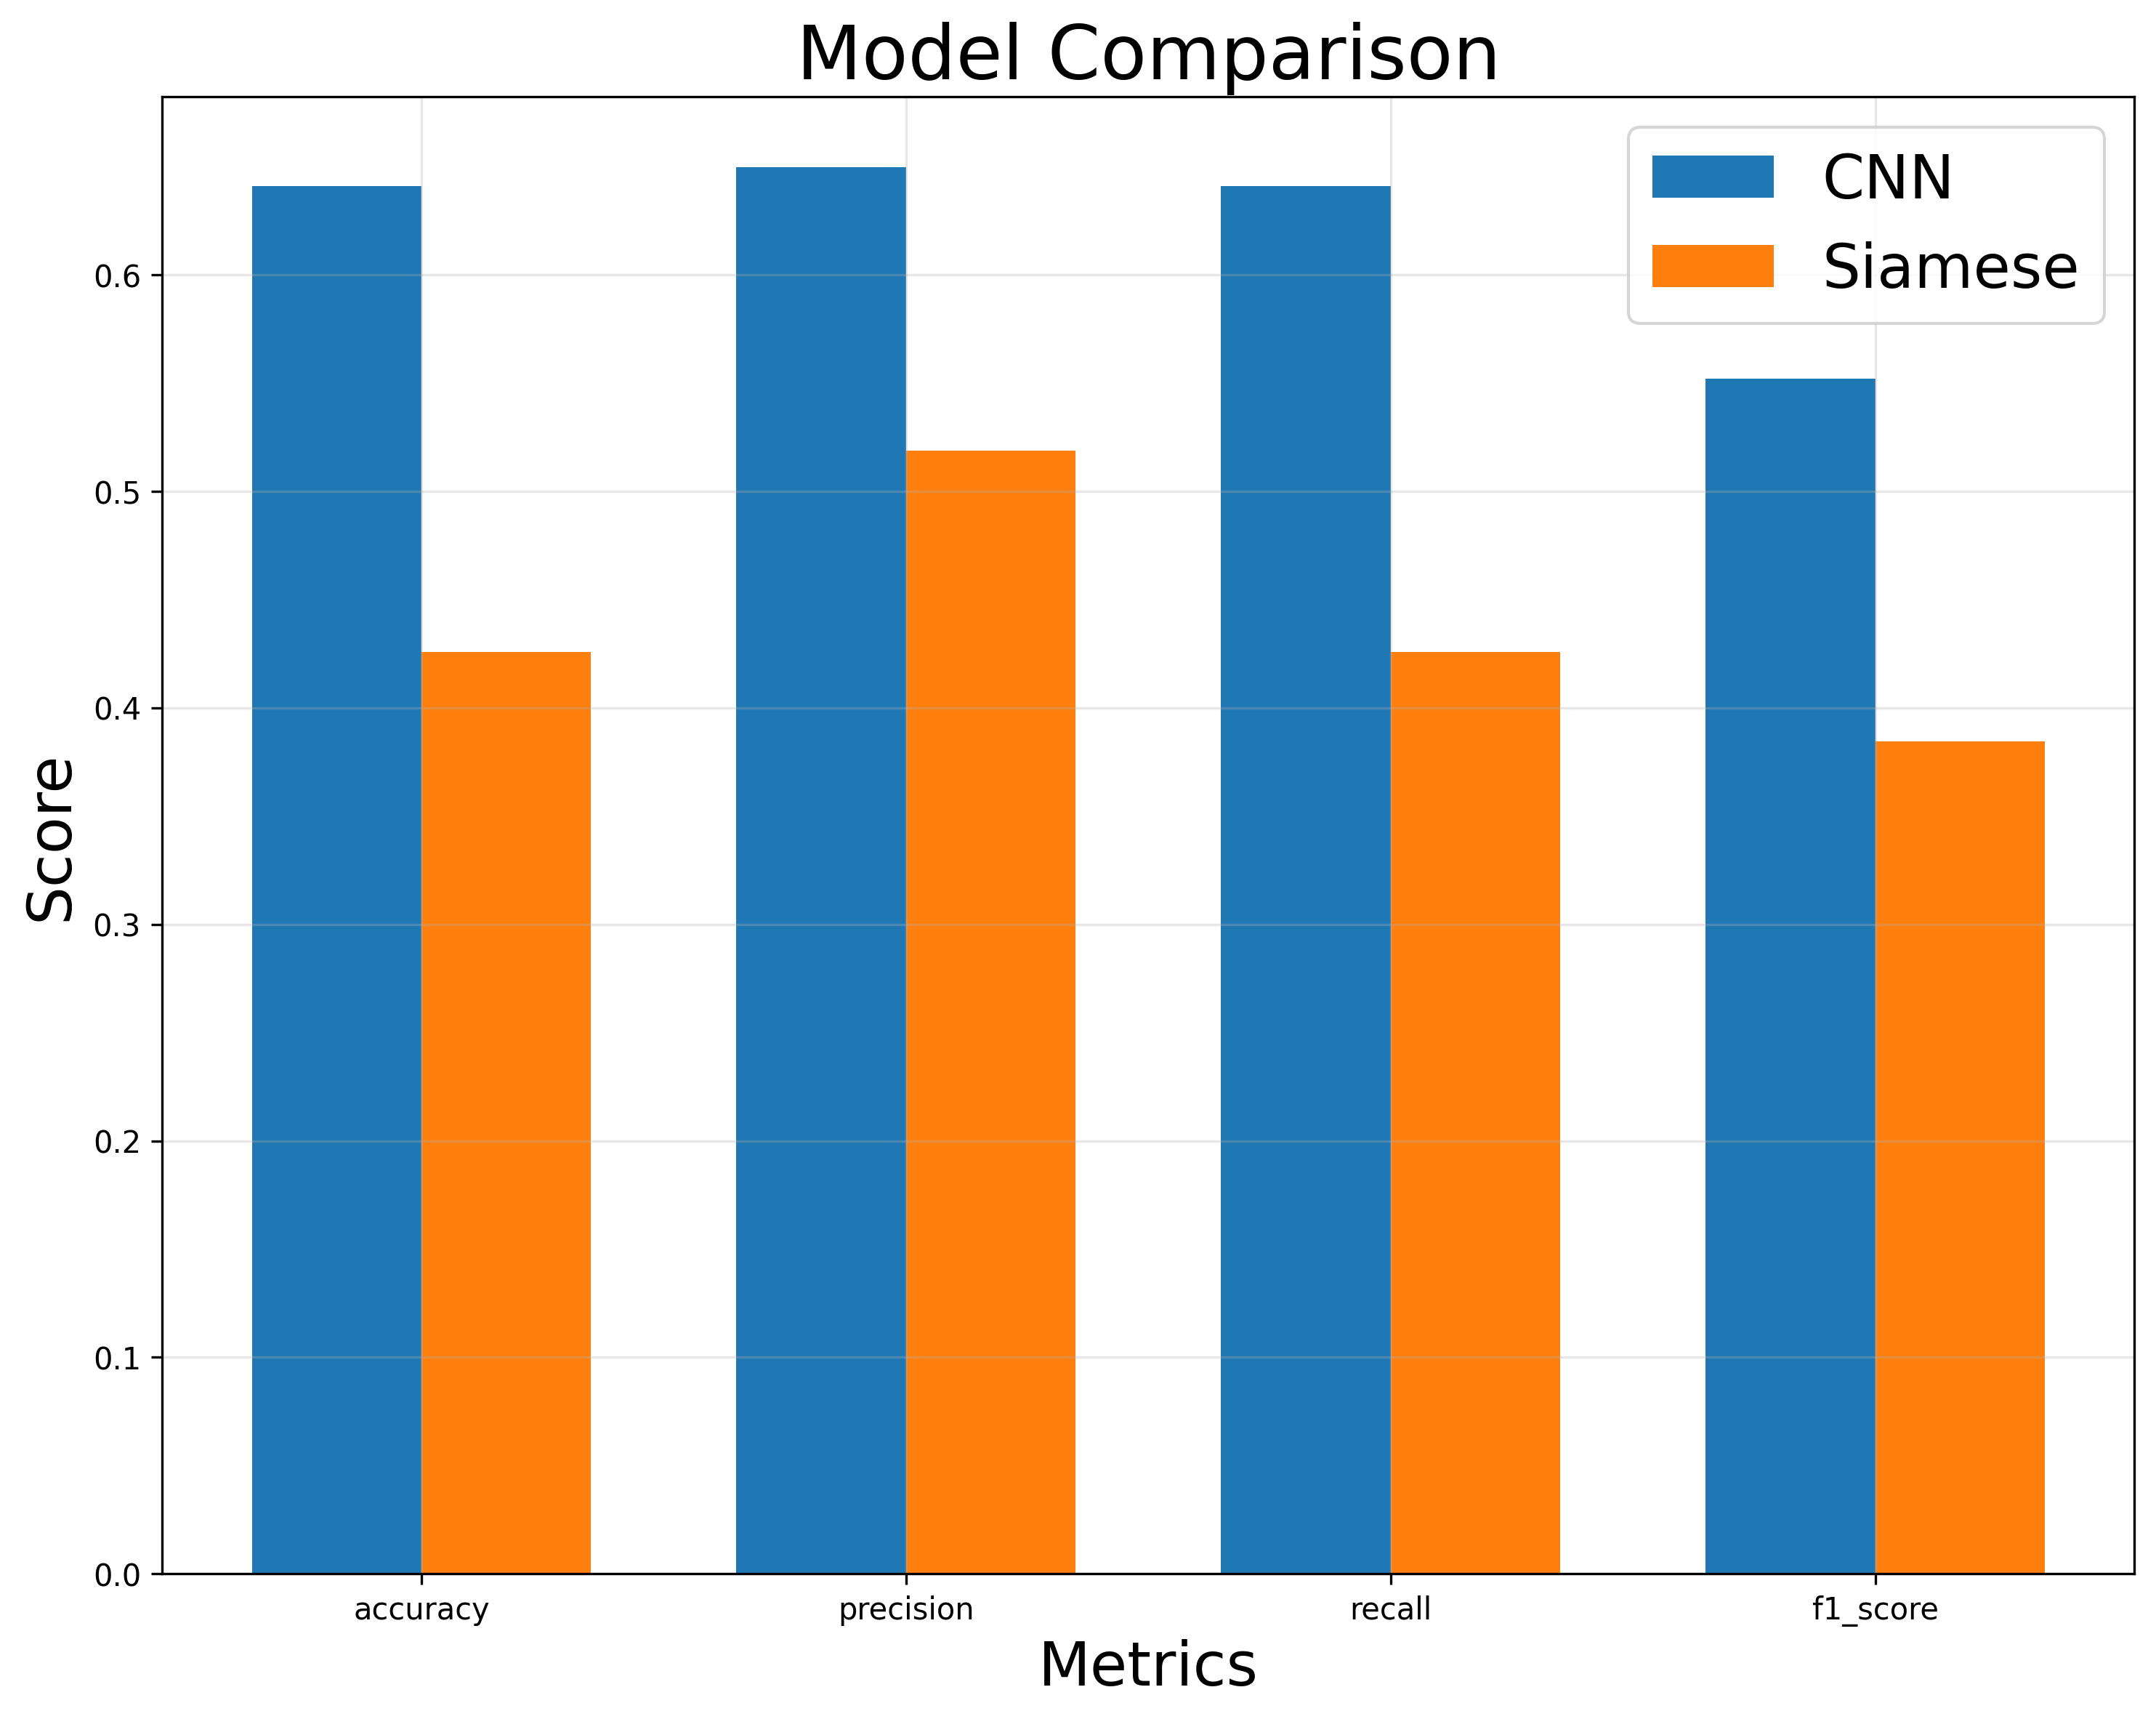 Model Comparison
CNN
Siamese
Score
0.6
0.5
0.4
0.3
0.2
0.1
0.0
accuracy precision recall f1_score
Metrics